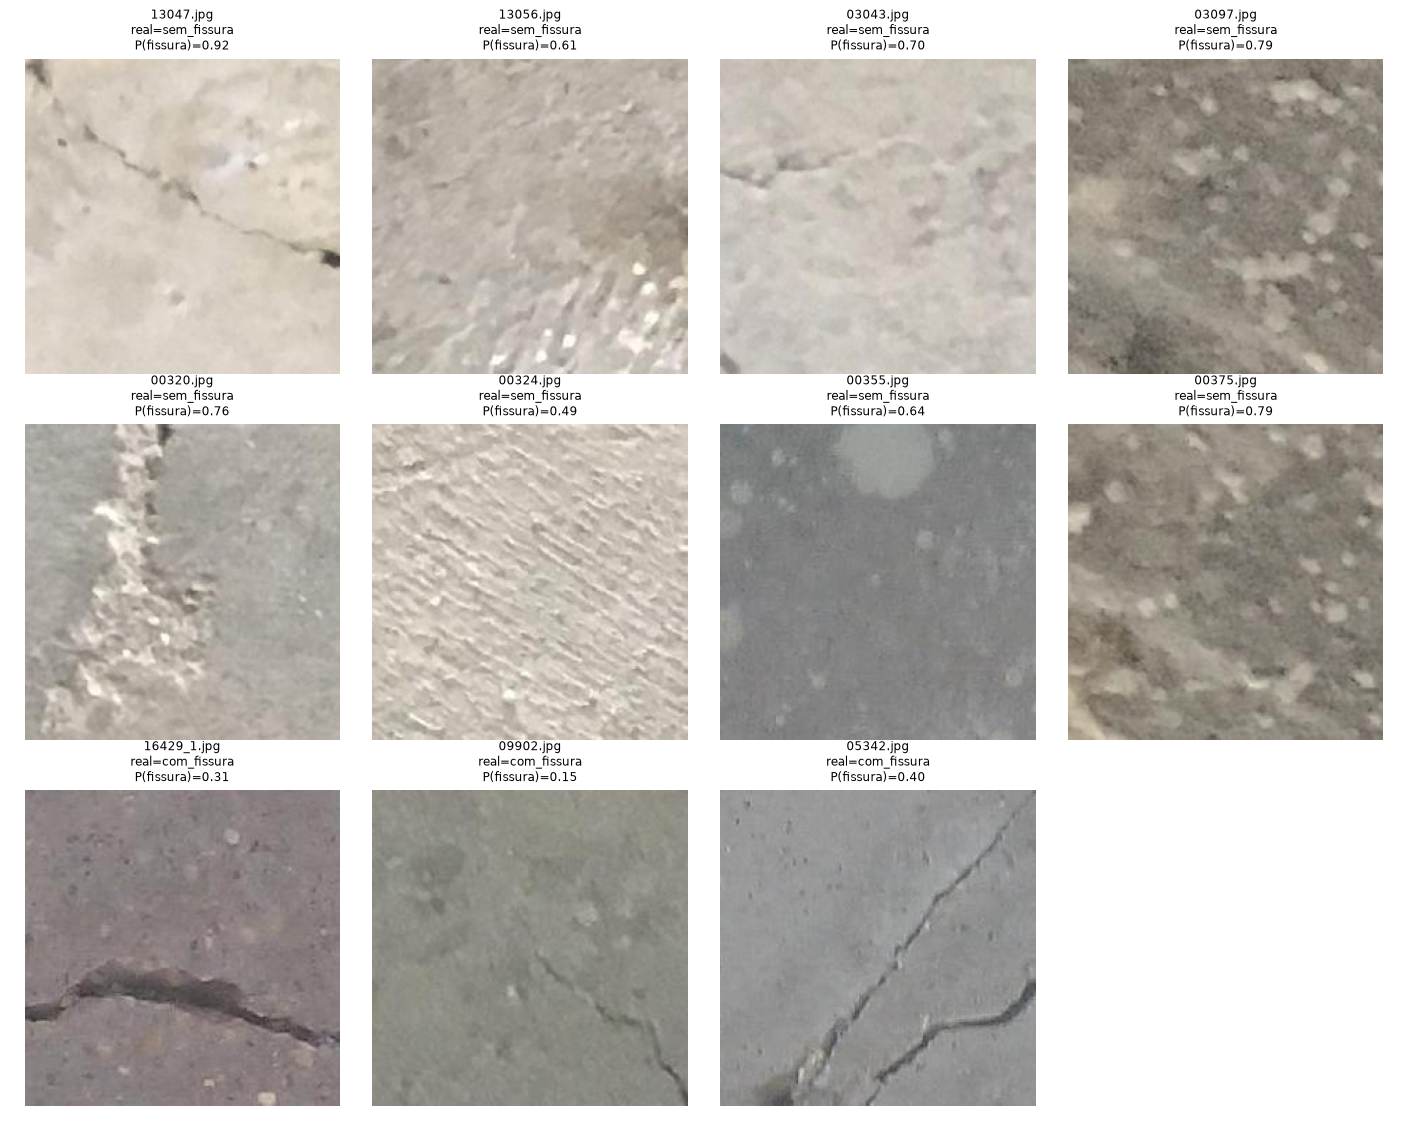 13047.jpg
real=sem_fissura
P(fissura)=0.92
13056.jpg
real=sem_fissura
P(fissura)=0.61
03043.jpg
real=sem_fissura
P(fissura)=0.70
03097.jpg
real=sem_fissura
P(fissura)=0.79
00320.jpg
real=sem_fissura
P(fissura)=0.76
00324.jpg
real=sem_fissura
P(fissura)=0.49
00355.jpg
real=sem_fissura
P(fissura)=0.64
00375.jpg
real=sem_fissura
P(fissura)=0.79
16429_1.jpg
real=com_fissura
P(fissura)=0.31
09902.jpg
real=com_fissura
P(fissura)=0.15
05342.jpg
real=com_fissura
P(fissura)=0.40